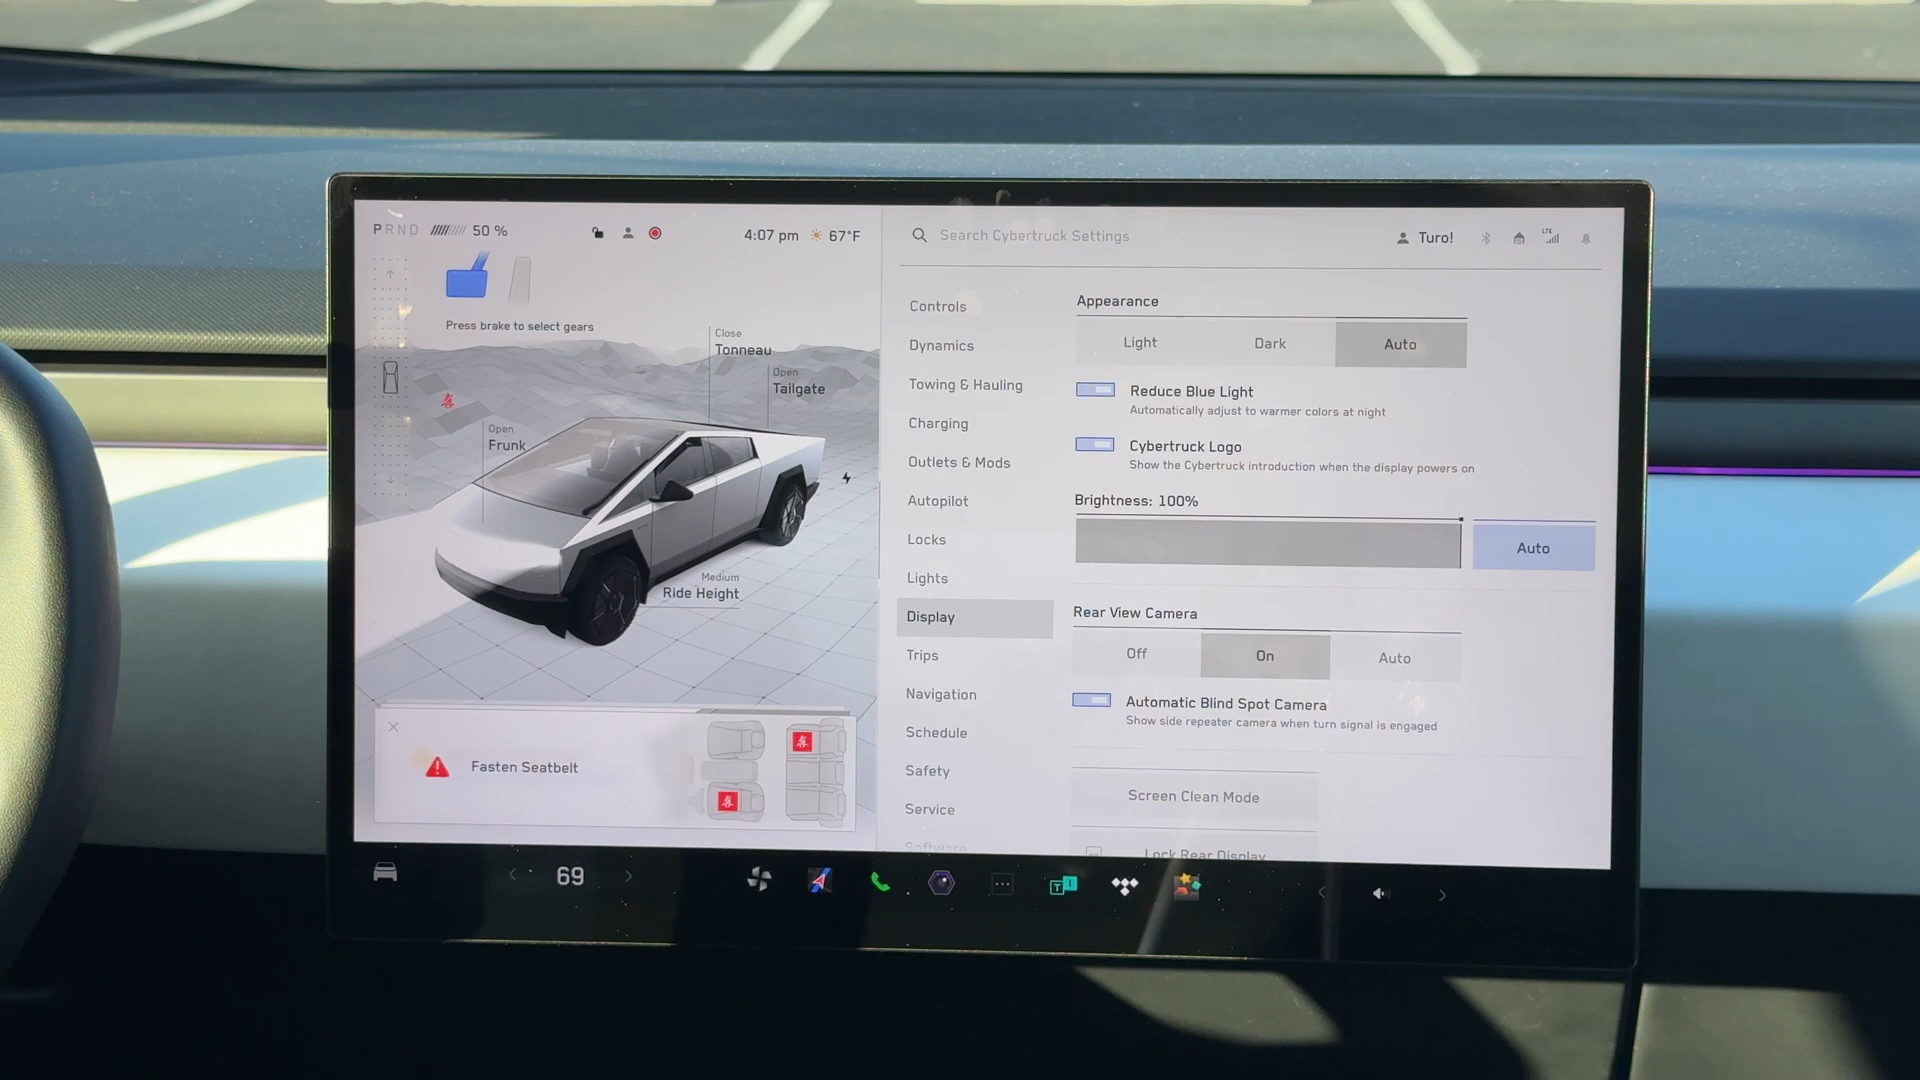 PRND 50 %
4:07 pm 67°F
Press brake to select gears
Close
Tonneau
Open
Tailgate
Open
Frunk
Medium
Ride Height
Fasten Seatbelt
Search Cybertruck Settings
Turo!
LTE
Controls
Dynamics
Towing & Hauling
Charging
Outlets & Mods
Autopilot
Locks
Lights
Display
Trips
Navigation
Schedule
Safety
Service
Software
Appearance
Light Dark Auto
Reduce Blue Light
Automatically adjust to warmer colors at night
Cybertruck Logo
Show the Cybertruck introduction when the display powers on
Brightness: 100%
Auto
Rear View Camera
Off On Auto
Automatic Blind Spot Camera
Show side repeater camera when turn signal is engaged
Screen Clean Mode
Lock Rear Display
69
T I